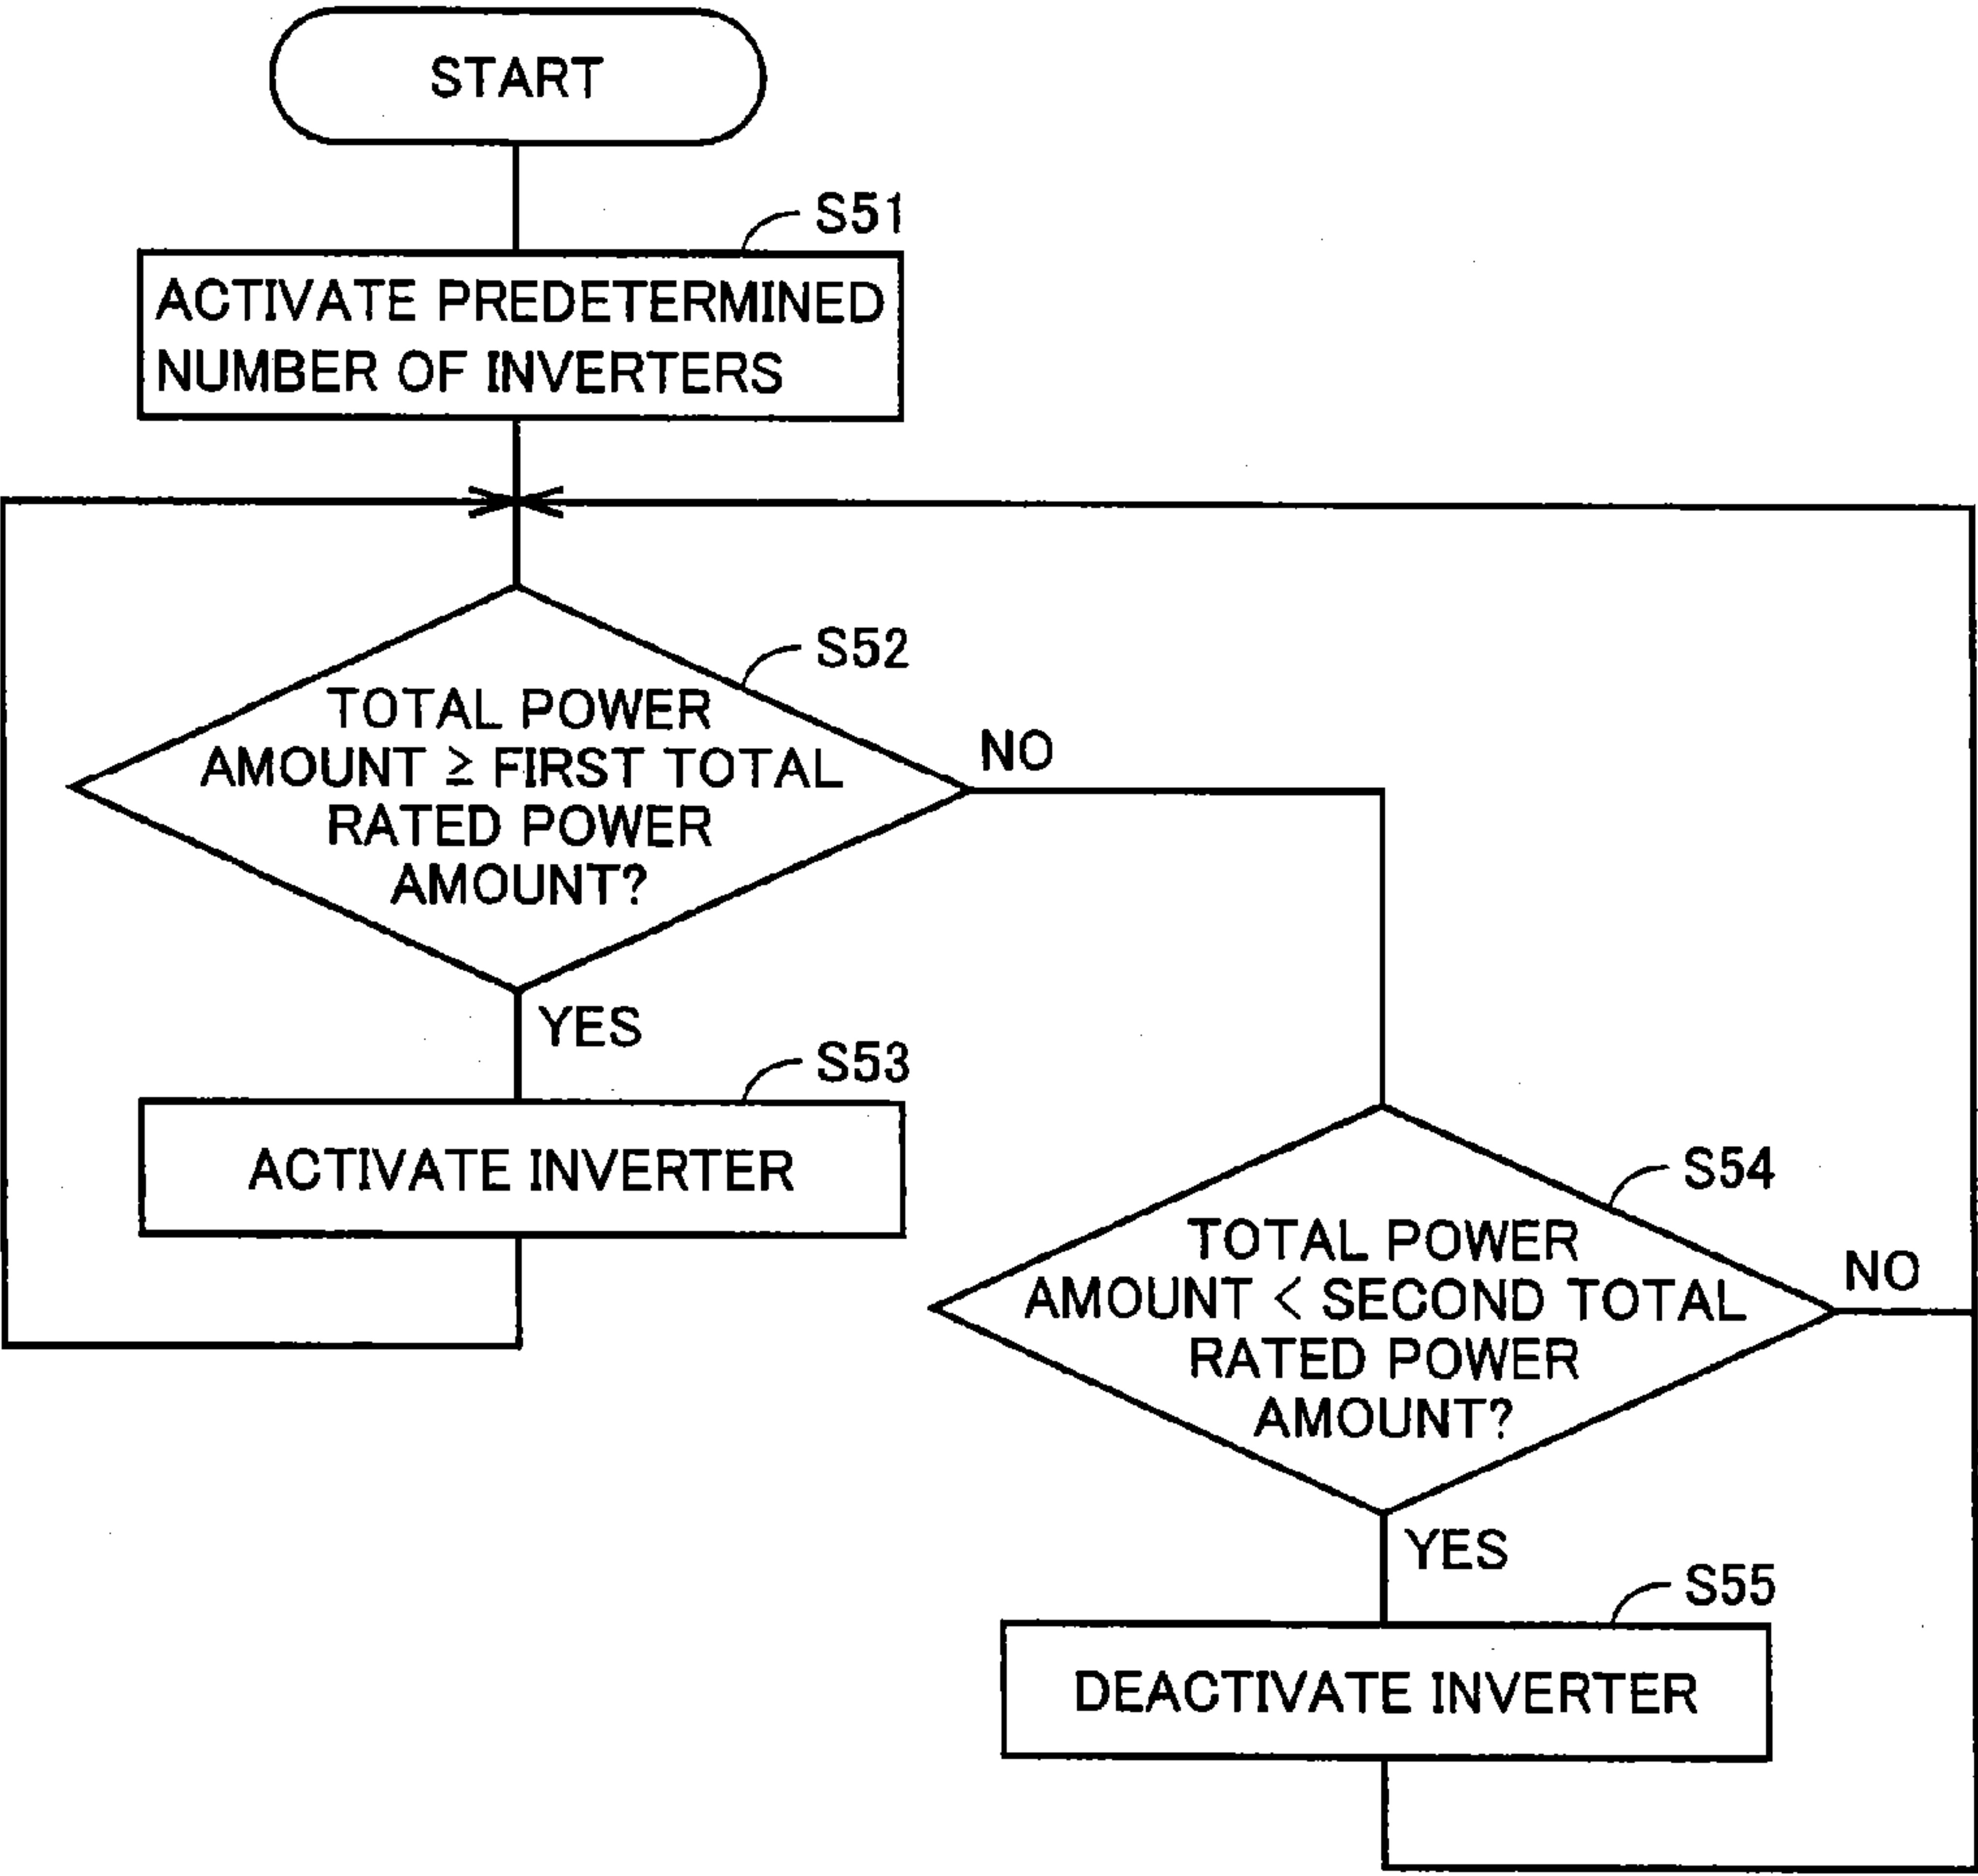 START
S51
ACTIVATE PREDETERMINED
NUMBER OF INVERTERS
S52
TOTAL POWER
AMOUNT ≧ FIRST TOTAL
RATED POWER
AMOUNT?
NO
YES
S53
ACTIVATE INVERTER
S54
TOTAL POWER
AMOUNT < SECOND TOTAL
RATED POWER
AMOUNT?
NO
YES
S55
DEACTIVATE INVERTER